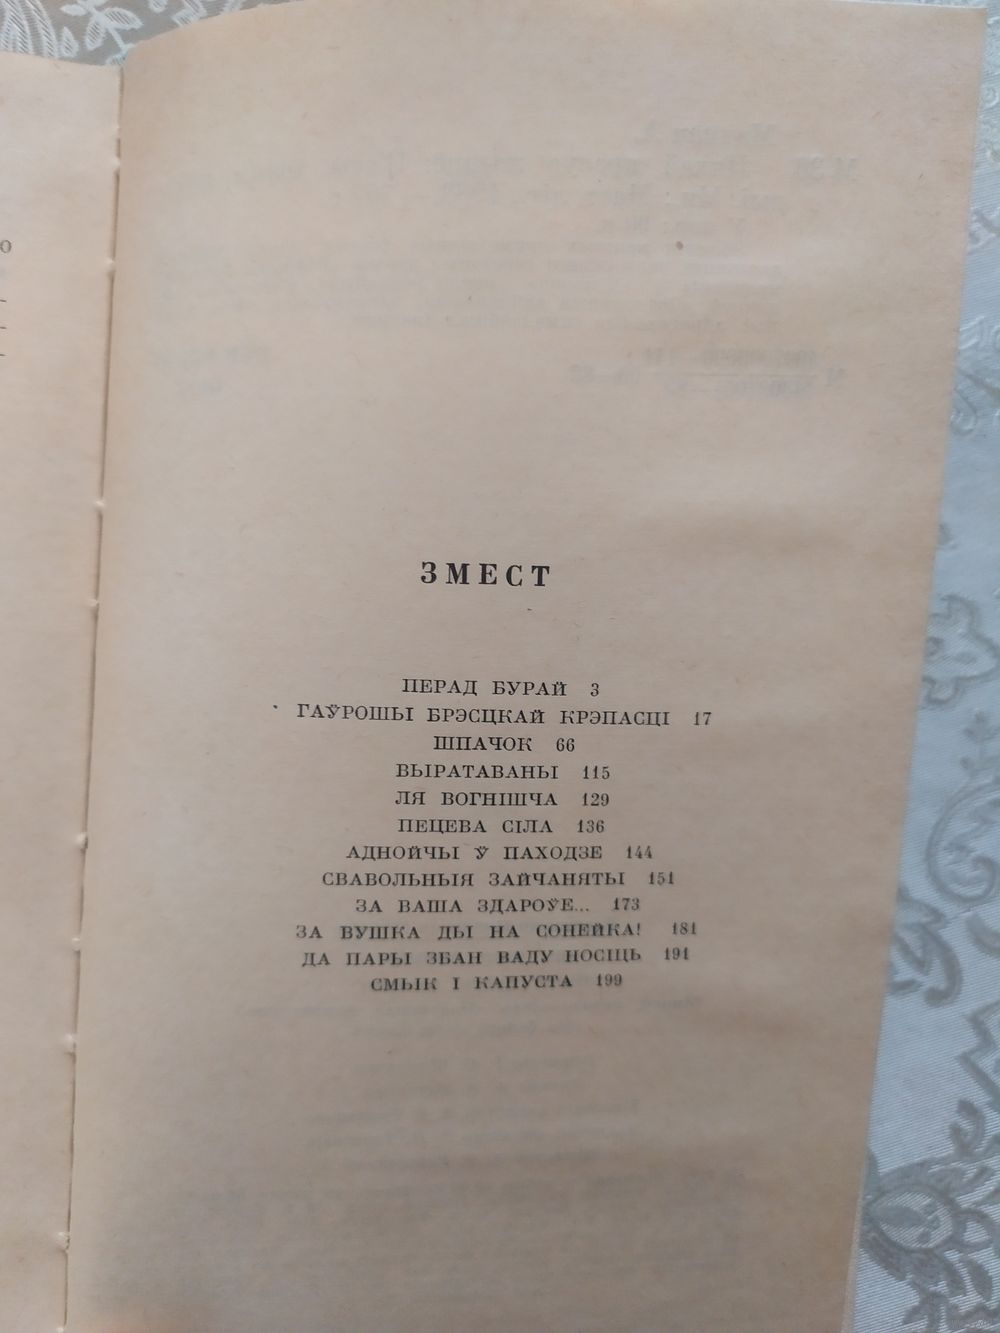 ЗМЕСТ
ПЕРАД БУРАЙ 3
ГАЎРОШЫ БРЭСЦКАЙ КРЭПАСЦІ 17
ШПАЧОК 66
ВЫРАТАВАНЫ 115
ЛЯ ВОГНІШЧА 129
ПЕЦЕВА СІЛА 136
АДНОЙЧЫ Ў ПАХОДЗЕ 144
СВАВОЛЬНЫЯ ЗАЙЧАНЯТЫ 151
ЗА ВАША ЗДАРОЎЕ... 173
ЗА ВУШКА ДЫ НА СОНЕЙКА! 181
ДА ПАРЫ ЗБАН ВАДУ НОСІЦЬ 191
СМЫК І КАПУСТА 199